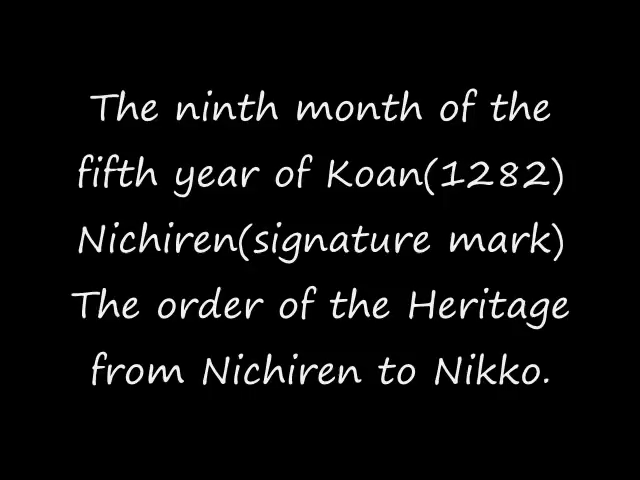 The ninth month of the
fifth year of Koan(1282)
Nichiren(signature mark)
The order of the Heritage
from Nichiren to Nikko.